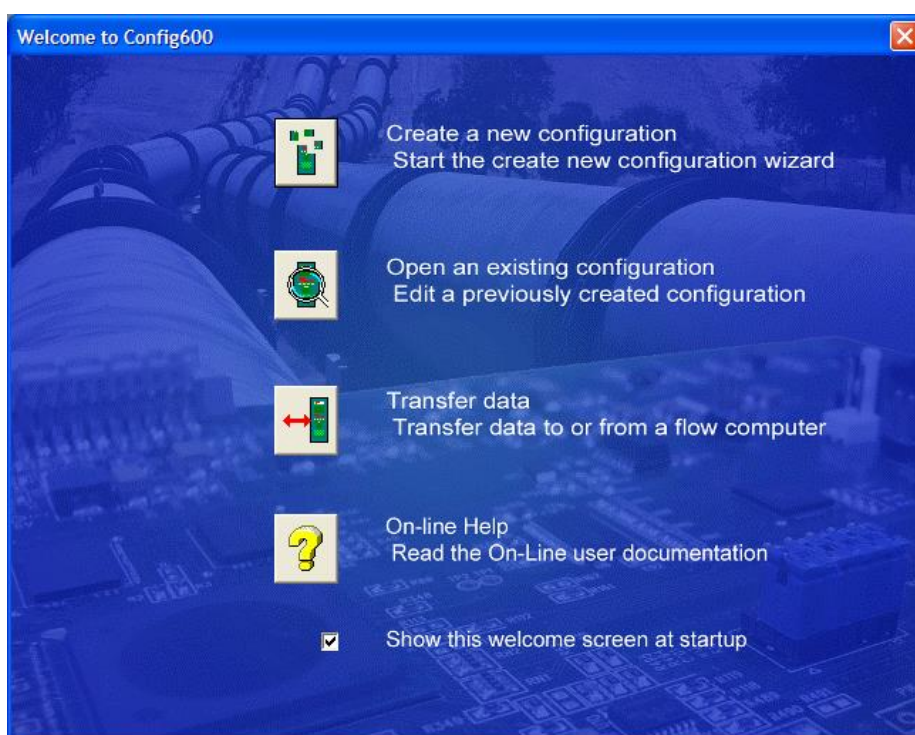 Welcome to Config600
Create a new configuration
Start the create new configuration wizard
Open an existing configuration
Edit a previously created configuration
Transfer data
Transfer data to or from a flow computer
On-line Help
Read the On-Line user documentation
Show this welcome screen at startup